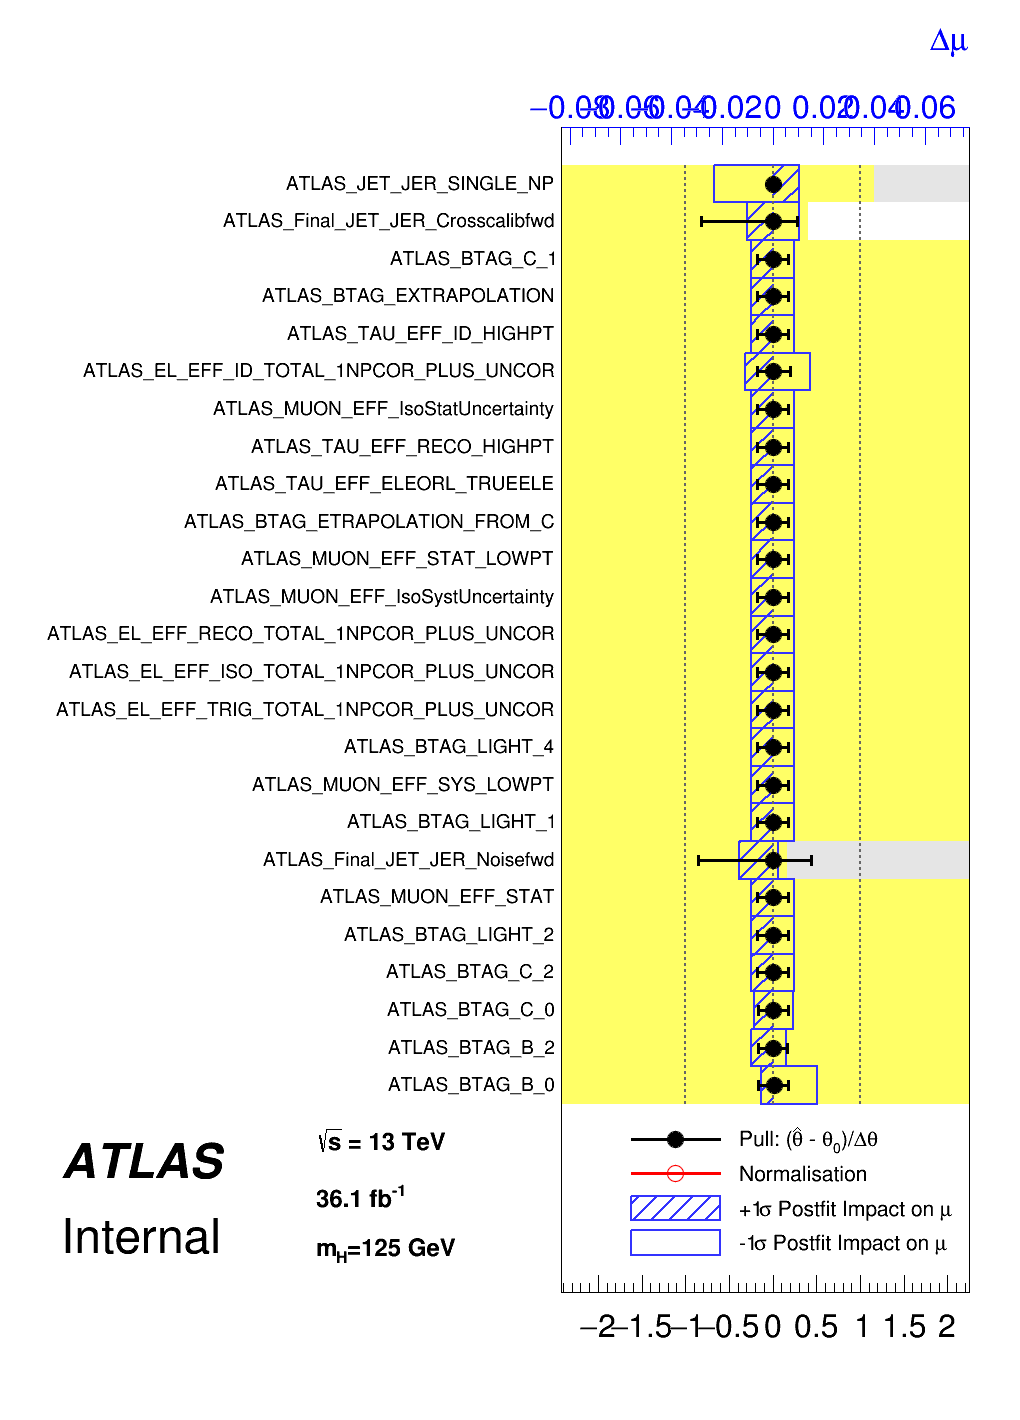 Δμ
−0.08 −0.06 −0.04 −0.02 0 0.02 0.04 0.06
ATLAS_JET_JER_SINGLE_NP
ATLAS_Final_JET_JER_Crosscalibfwd
ATLAS_BTAG_C_1
ATLAS_BTAG_EXTRAPOLATION
ATLAS_TAU_EFF_ID_HIGHPT
ATLAS_EL_EFF_ID_TOTAL_1NPCOR_PLUS_UNCOR
ATLAS_MUON_EFF_IsoStatUncertainty
ATLAS_TAU_EFF_RECO_HIGHPT
ATLAS_TAU_EFF_ELEORL_TRUEELE
ATLAS_BTAG_ETRAPOLATION_FROM_C
ATLAS_MUON_EFF_STAT_LOWPT
ATLAS_MUON_EFF_IsoSystUncertainty
ATLAS_EL_EFF_RECO_TOTAL_1NPCOR_PLUS_UNCOR
ATLAS_EL_EFF_ISO_TOTAL_1NPCOR_PLUS_UNCOR
ATLAS_EL_EFF_TRIG_TOTAL_1NPCOR_PLUS_UNCOR
ATLAS_BTAG_LIGHT_4
ATLAS_MUON_EFF_SYS_LOWPT
ATLAS_BTAG_LIGHT_1
ATLAS_Final_JET_JER_Noisefwd
ATLAS_MUON_EFF_STAT
ATLAS_BTAG_LIGHT_2
ATLAS_BTAG_C_2
ATLAS_BTAG_C_0
ATLAS_BTAG_B_2
ATLAS_BTAG_B_0
ATLAS
Internal
√s = 13 TeV
36.1 fb⁻¹
m_H=125 GeV
Pull: (θ̂ - θ₀)/Δθ
Normalisation
+1σ Postfit Impact on μ
-1σ Postfit Impact on μ
−2 −1.5 −1 −0.5 0 0.5 1 1.5 2